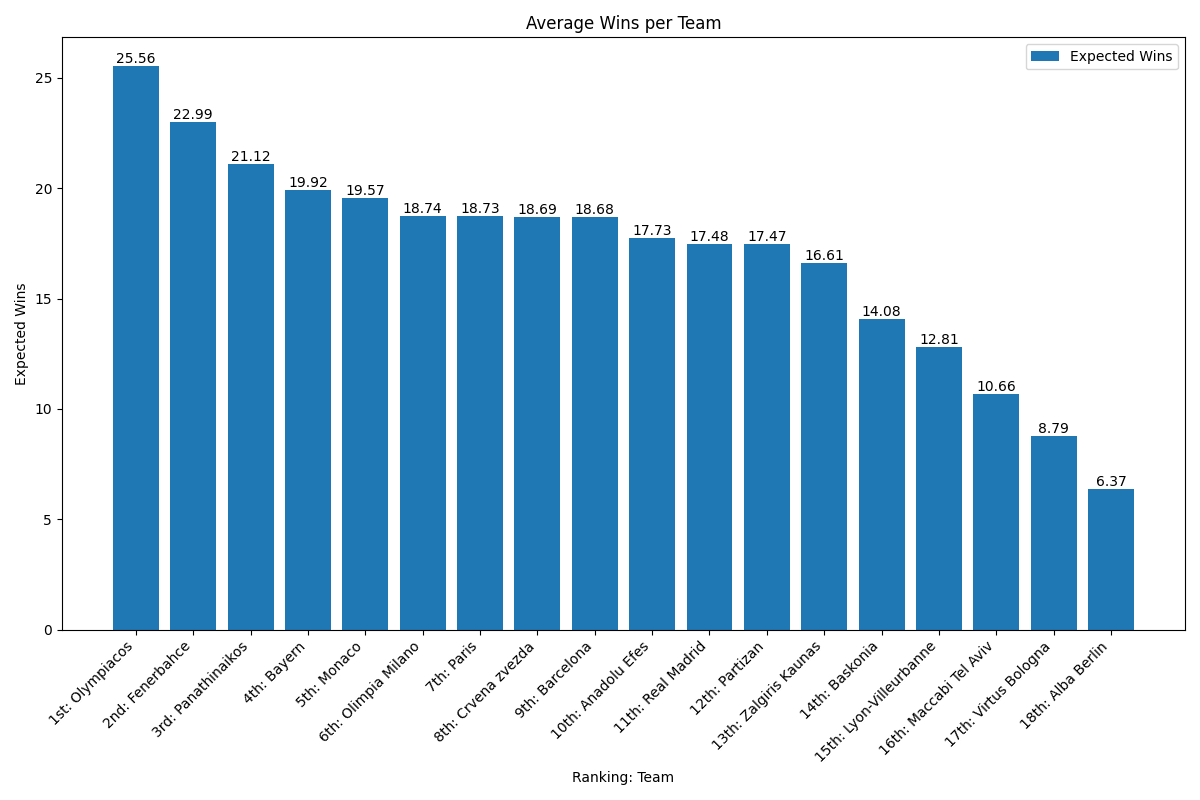 Average Wins per Team
Expected Wins
25.56
22.99
21.12
19.92
19.57
18.74
18.73
18.69
18.68
17.73
17.48
17.47
16.61
14.08
12.81
10.66
8.79
6.37
Expected Wins
25
20
15
10
5
0
1st: Olympiacos
2nd: Fenerbahce
3rd: Panathinaikos
4th: Bayern
5th: Monaco
6th: Olimpia Milano
7th: Paris
8th: Crvena zvezda
9th: Barcelona
10th: Anadolu Efes
11th: Real Madrid
12th: Partizan
13th: Zalgiris Kaunas
14th: Baskonia
15th: Lyon-Villeurbanne
16th: Maccabi Tel Aviv
17th: Virtus Bologna
18th: Alba Berlin
Ranking: Team